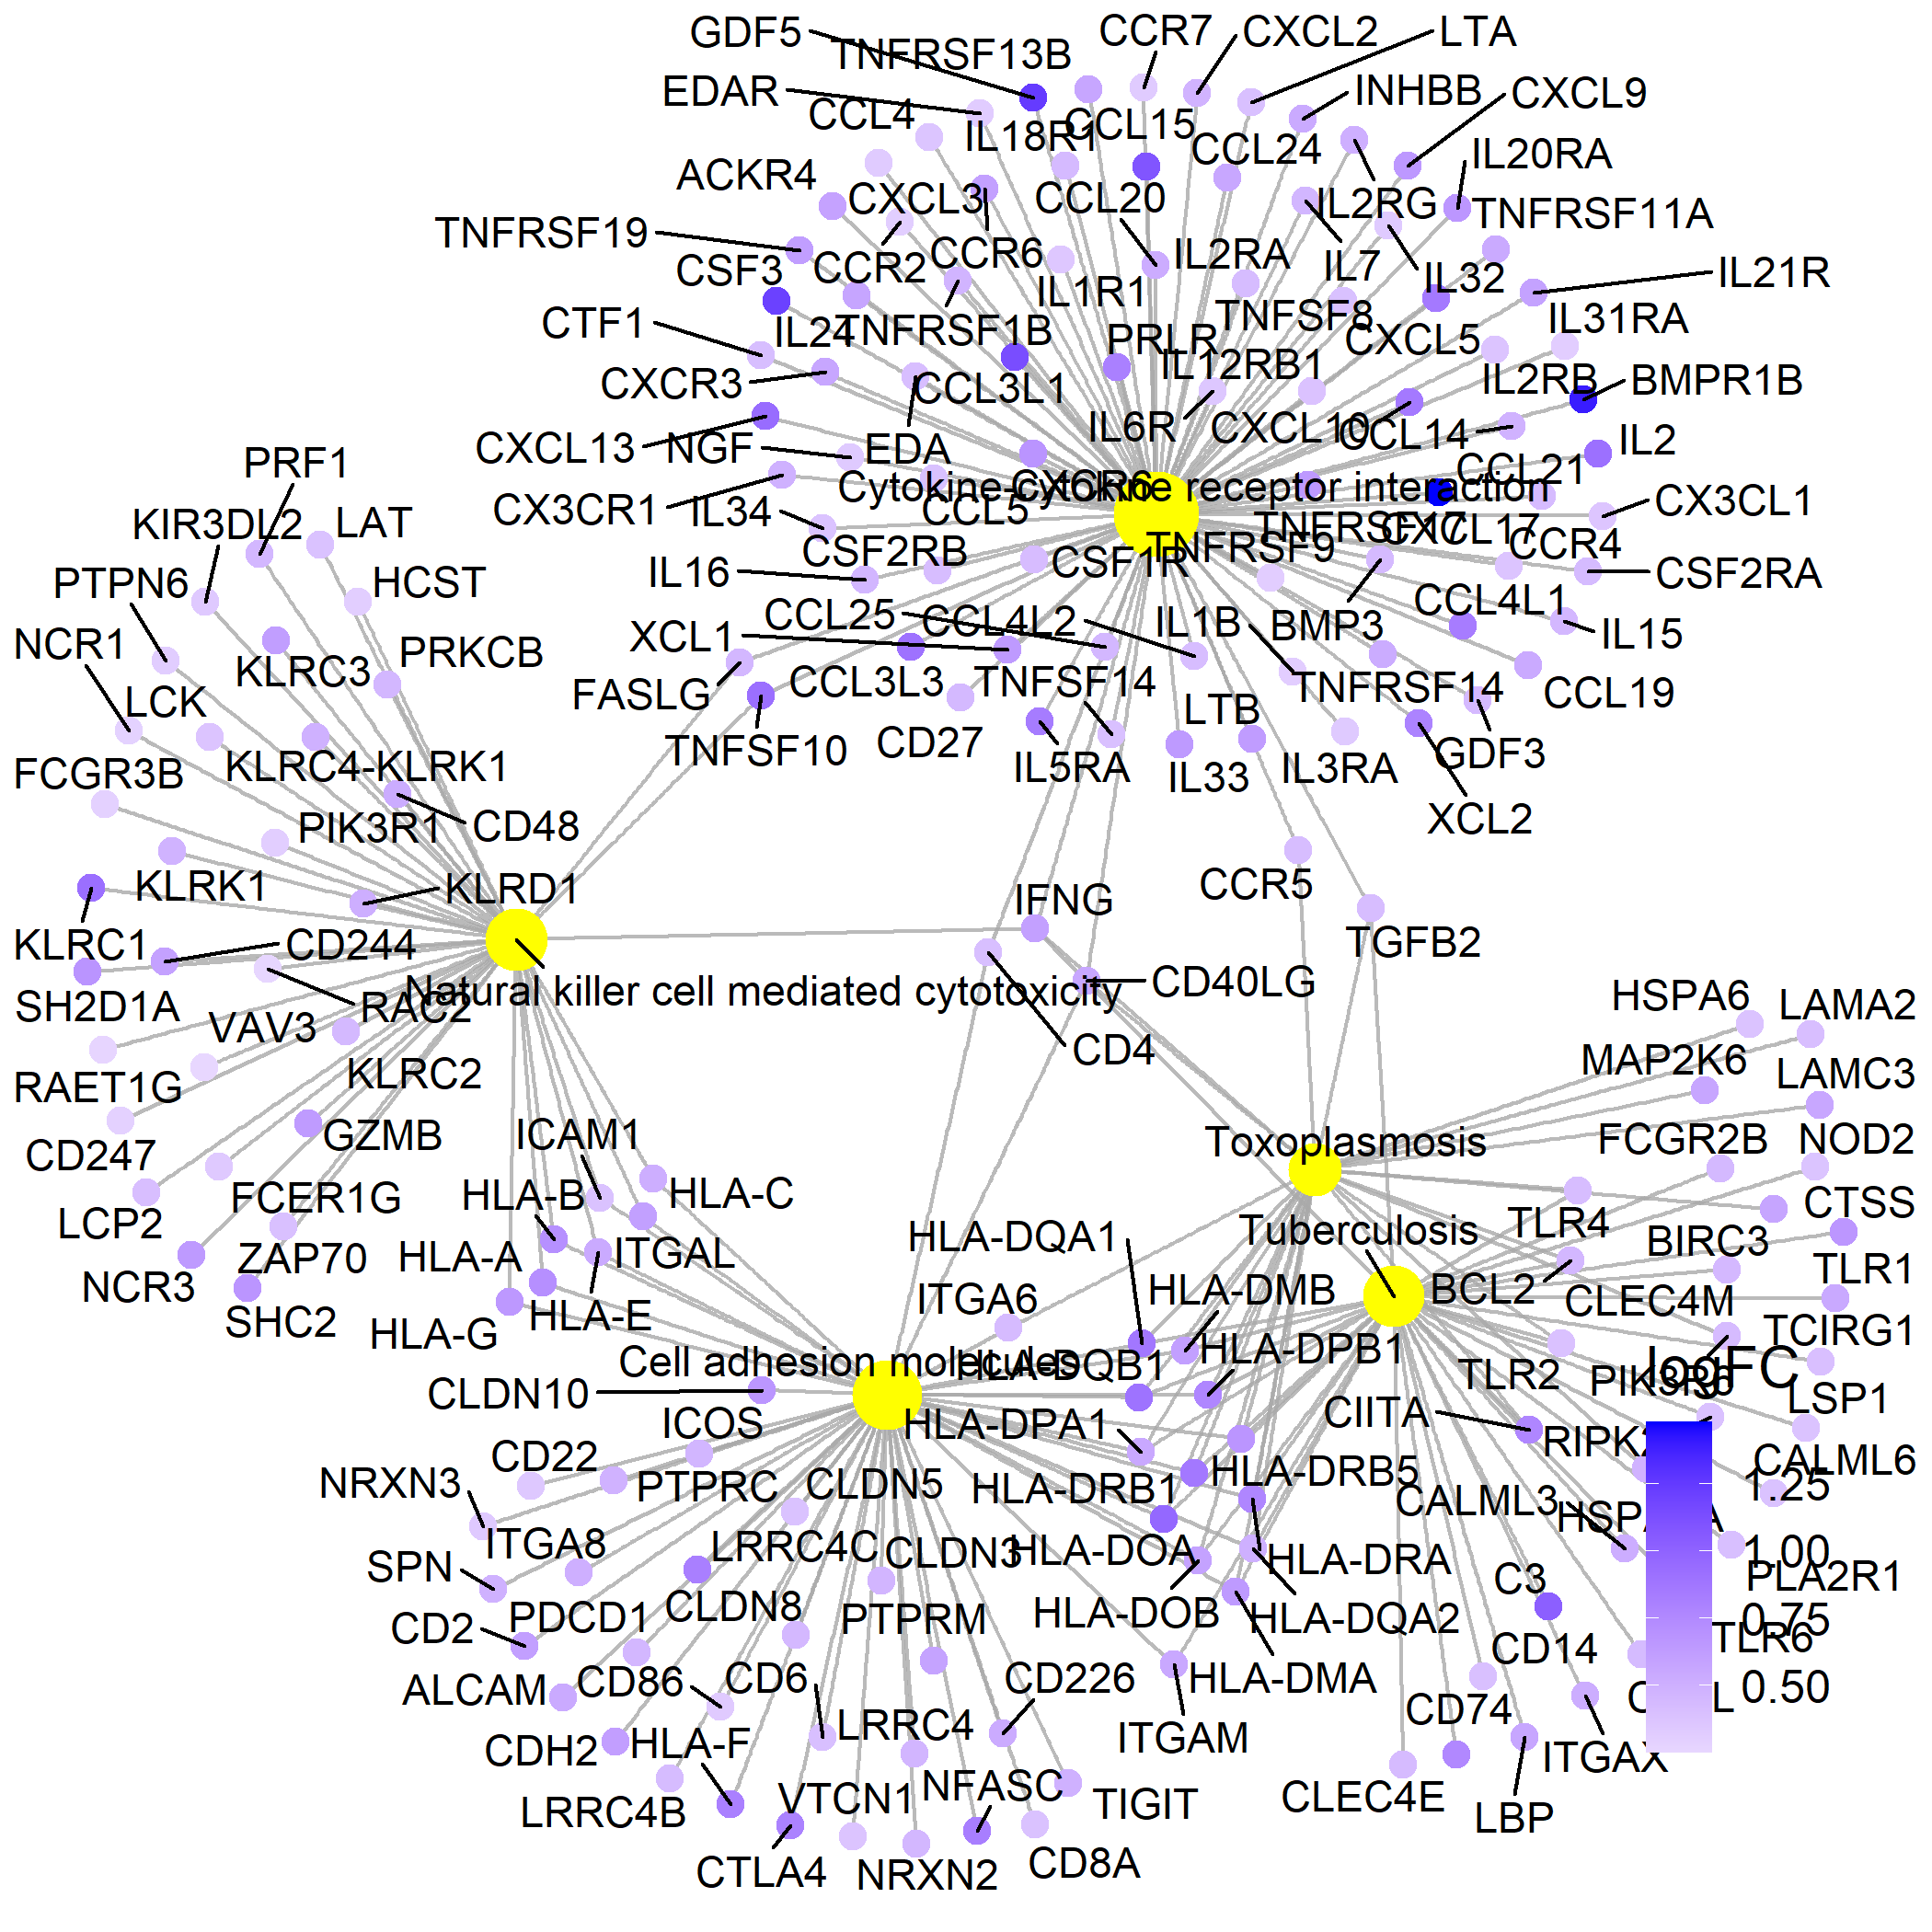 GDF5
TNFRSF13B
CCR7
CXCL2
LTA
EDAR
CCL4
IL18R1
CCL15
INHBB
CXCL9
ACKR4
CCL24
IL20RA
CXCL3
CCL20
IL2RG
TNFRSF11A
TNFRSF19
CSF3
CCR2
CCR6
IL2RA
IL7
IL32
IL21R
IL1R1
CTF1
IL24
TNFRSF1B
TNFSF8
IL31RA
PRLR
CXCL5
CXCR3
CCL3L1
IL12RB1
IL2RB
BMPR1B
CXCL13
NGF
EDA
IL6R
CXCL10
CCL14
IL2
PRF1
CCL21
Cytokine-cytokine receptor interaction
CXCR6
CX3CR1
IL34
CCL5
CX3CL1
KIR3DL2
LAT
TNFRSF17
CXCL17
CCR4
CSF2RB
CSF1R
TNFRSF9
IL16
CSF2RA
PTPN6
HCST
CCL25
CCL4L2
IL1B
BMP3
CCL4L1
IL15
NCR1
KLRC3
PRKCB
XCL1
LCK
FASLG
CCL3L3
TNFSF14
TNFRSF14
CCL19
LTB
TNFSF10
CD27
IL5RA
IL33
IL3RA
GDF3
FCGR3B
KLRC4-KLRK1
XCL2
PIK3R1
CD48
KLRK1
KLRD1
IFNG
CCR5
KLRC1
CD244
TGFB2
SH2D1A
RAC2
Natural killer cell mediated cytotoxicity
CD40LG
HSPA6
LAMA2
VAV3
CD4
MAP2K6
LAMC3
RAET1G
KLRC2
CD247
GZMB
ICAM1
Toxoplasmosis
FCGR2B
NOD2
LCP2
FCER1G
HLA-B
HLA-C
CTSS
ZAP70
HLA-A
ITGAL
HLA-DQA1
Tuberculosis
TLR4
BIRC3
NCR3
HLA-DMB
BCL2
TLR1
SHC2
HLA-G
HLA-E
ITGA6
CLEC4M
TCIRG1
Cell adhesion molecules
HLA-DQB1
HLA-DPB1
TLR2
logFC
CLDN10
ICOS
HLA-DPA1
CIITA
LSP1
RIPK2
CD22
PTPRC
CLDN5
HLA-DRB1
HLA-DRB5
CALML6
NRXN3
1.25
CALML3
ITGA8
LRRC4C
CLDN3
HLA-DOA
HLA-DRA
1.00
SPN
C3
PLA2R1
PDCD1
CLDN8
PTPRM
HLA-DOB
HLA-DQA2
0.75
CD2
CD14
TLR6
ALCAM
CD86
CD6
CD226
HLA-DMA
0.50
CDH2
HLA-F
LRRC4
ITGAM
CD74
ITGAX
LRRC4B
VTCN1
NFASC
TIGIT
CLEC4E
LBP
CTLA4
NRXN2
CD8A